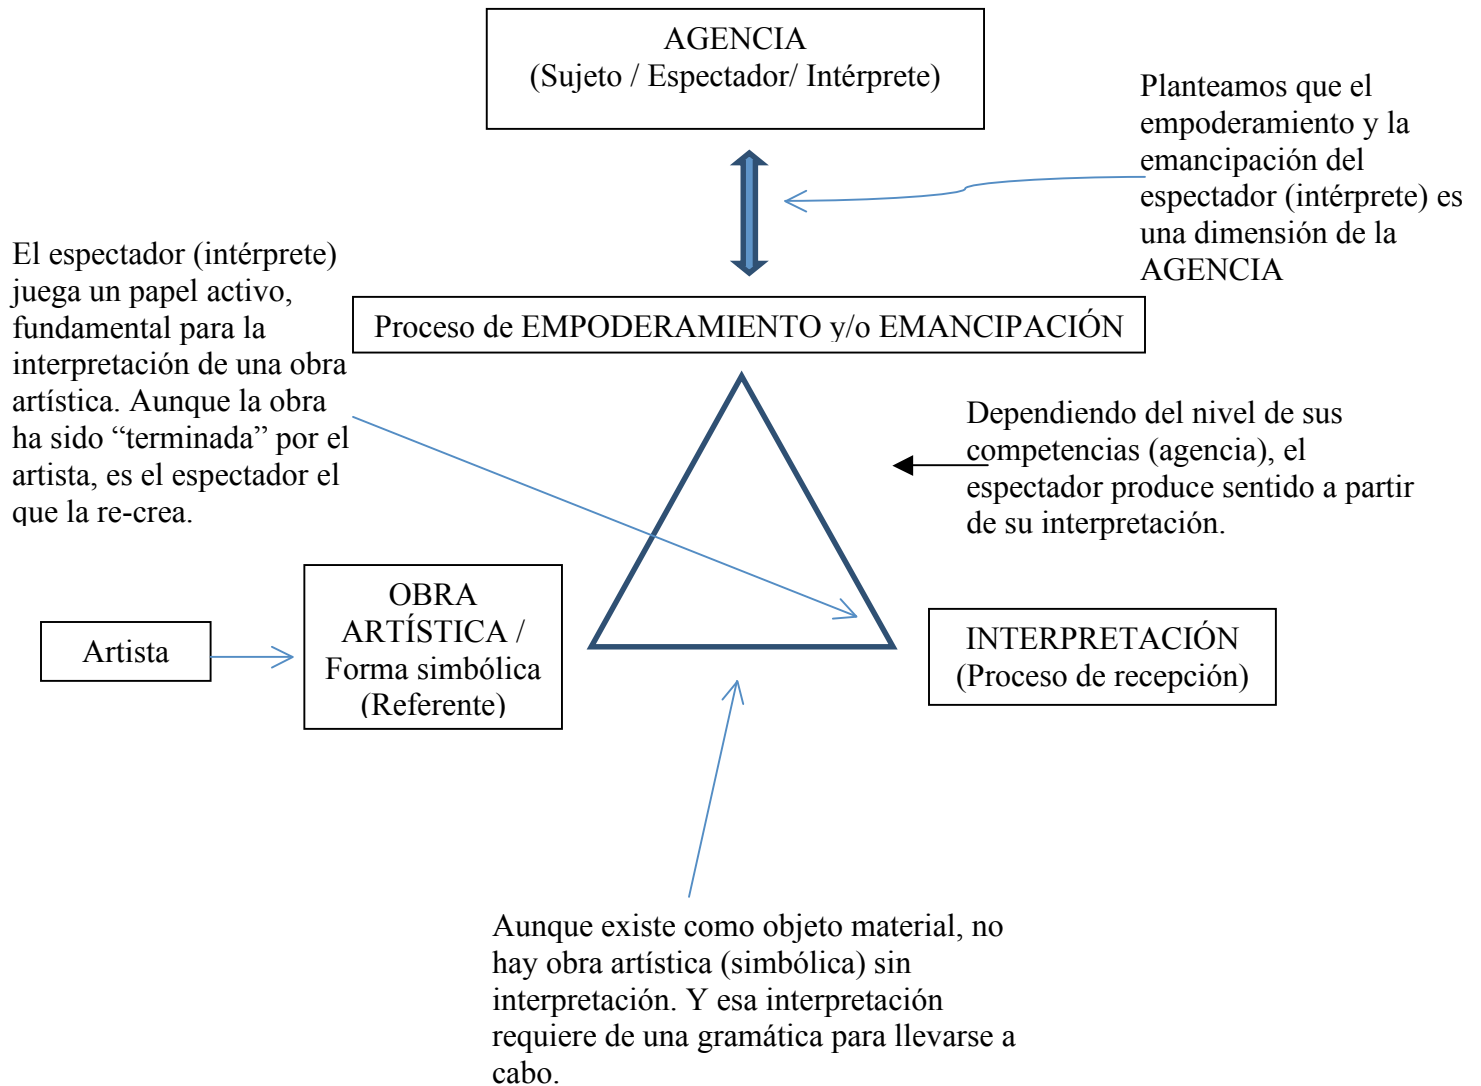 AGENCIA
(Sujeto / Espectador/ Intérprete)
Planteamos que el
empoderamiento y la
emancipación del
espectador (intérprete) es
una dimensión de la
AGENCIA
El espectador (intérprete)
juega un papel activo,
fundamental para la
interpretación de una obra
artística. Aunque la obra
ha sido “terminada” por el
artista, es el espectador el
que la re-crea.
Proceso de EMPODERAMIENTO y/o EMANCIPACIÓN
Dependiendo del nivel de sus
competencias (agencia), el
espectador produce sentido a partir
de su interpretación.
Artista
OBRA
ARTÍSTICA /
Forma simbólica
(Referente)
INTERPRETACIÓN
(Proceso de recepción)
Aunque existe como objeto material, no
hay obra artística (simbólica) sin
interpretación. Y esa interpretación
requiere de una gramática para llevarse a
cabo.